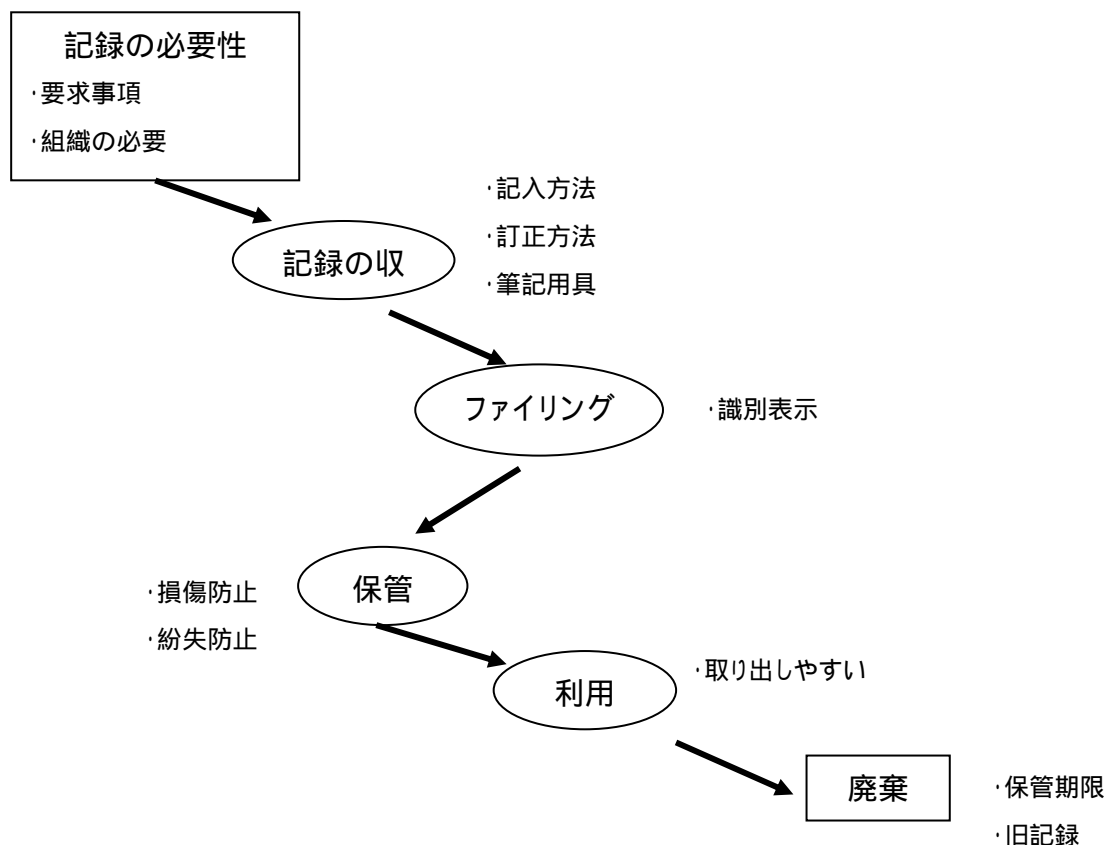 記録の必要性
·要求事項
·組織の必要
·記入方法
·訂正方法
·筆記用具
記録の収
ファイリング
·識別表示
保管
·損傷防止
·紛失防止
利用
·取り出しやすい
廃棄
·保管期限
·旧記録